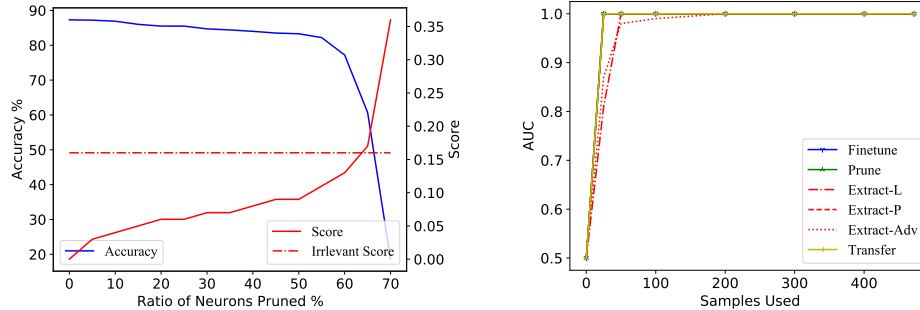 90
80
70
60
50
40
30
20
Accuracy %
0.35
0.30
0.25
0.20
0.15
0.10
0.05
0.00
Score
Accuracy
Score
Irrlevant Score
0 10 20 30 40 50 60 70
Ratio of Neurons Pruned %
1.0
0.9
0.8
0.7
0.6
0.5
AUC
Finetune
Prune
Extract-L
Extract-P
Extract-Adv
Transfer
0 100 200 300 400
Samples Used